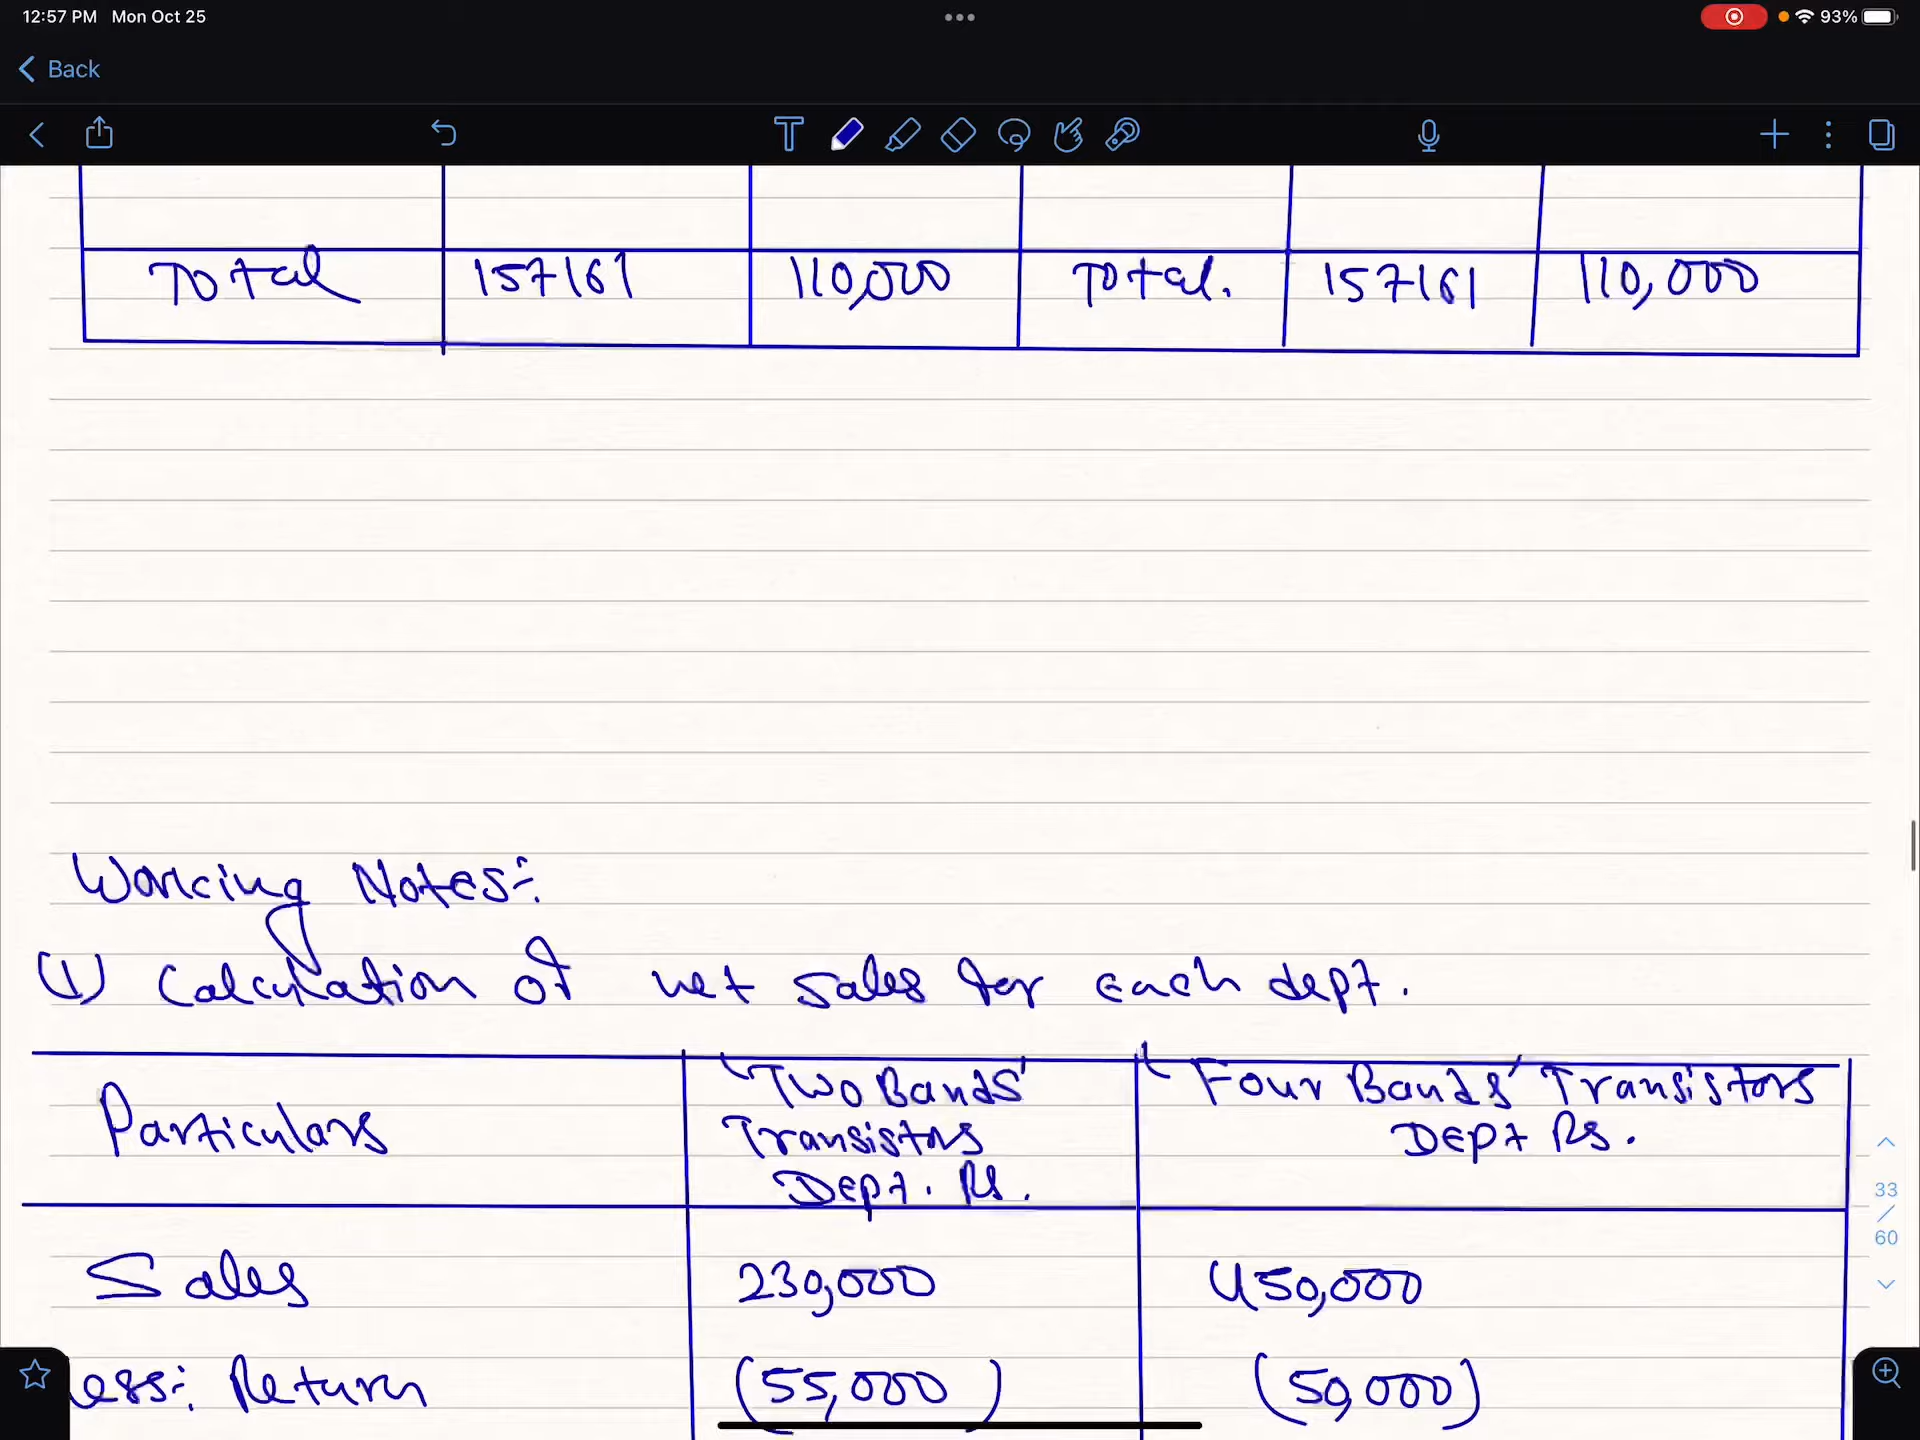 12:57 PM Mon Oct 25
93%
Back
Total 157161 110,000 Total. 157161 110,000
Working Notes:
(1) Calculation of net sales for each dept.
Particulars
'Two Bands'
Transistors
Dept. Rs.
'Four Bands' Transistors
Dept Rs.
33
/
60
Sales 230,000 450,000
ess: Return (55,000) (50,000)